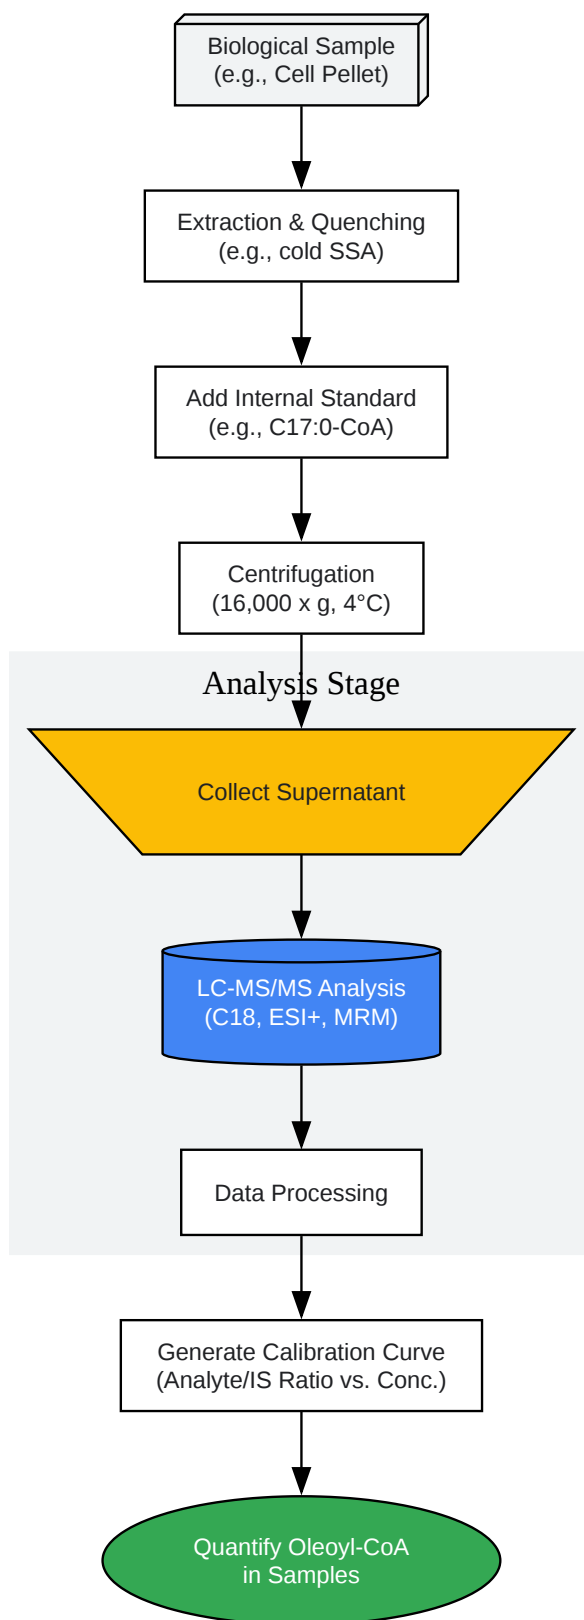 Biological Sample
(e.g., Cell Pellet)
Extraction & Quenching
(e.g., cold SSA)
Add Internal Standard
(e.g., C17:0-CoA)
Centrifugation
(16,000 x g, 4°C)
Analysis Stage
Collect Supernatant
LC-MS/MS Analysis
(C18, ESI+, MRM)
Data Processing
Generate Calibration Curve
(Analyte/IS Ratio vs. Conc.)
Quantify Oleoyl-CoA
in Samples